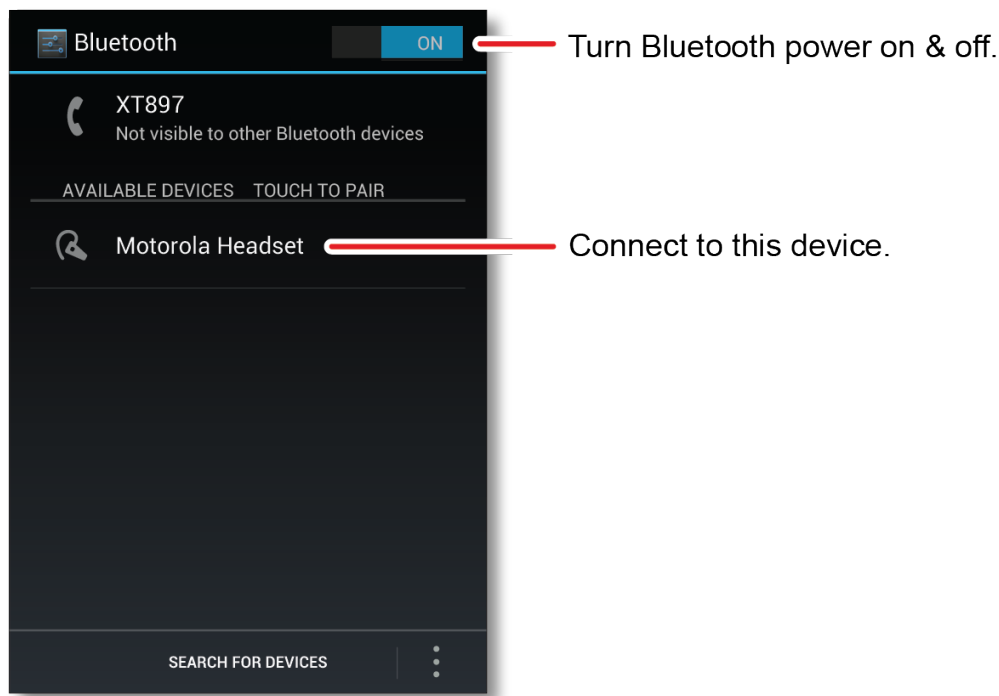 Bluetooth ON
Turn Bluetooth power on & off.
XT897
Not visible to other Bluetooth devices
AVAILABLE DEVICES TOUCH TO PAIR
Motorola Headset
Connect to this device.
SEARCH FOR DEVICES